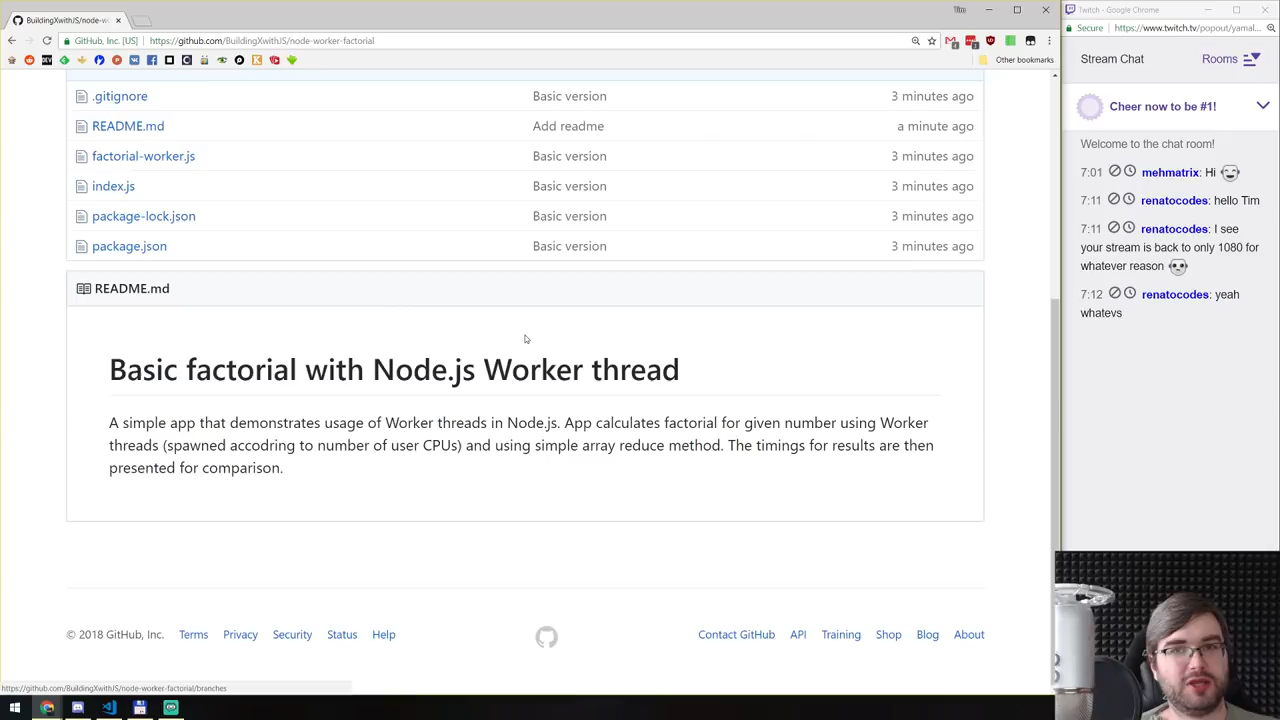 BuildingXwithJS/node-wo
Tim
GitHub, Inc. [US]
https://github.com/BuildingXwithJS/node-worker-factorial
Other bookmarks
.gitignore
Basic version
3 minutes ago
README.md
Add readme
a minute ago
factorial-worker.js
Basic version
3 minutes ago
index.js
Basic version
3 minutes ago
package-lock.json
Basic version
3 minutes ago
package.json
Basic version
3 minutes ago
README.md
Basic factorial with Node.js Worker thread
A simple app that demonstrates usage of Worker threads in Node.js. App calculates factorial for given number using Worker
threads (spawned accodring to number of user CPUs) and using simple array reduce method. The timings for results are then
presented for comparison.
© 2018 GitHub, Inc.
Terms
Privacy
Security
Status
Help
Contact GitHub
API
Training
Shop
Blog
About
https://github.com/BuildingXwithJS/node-worker-factorial/branches
Twitch - Google Chrome
Secure
https://www.twitch.tv/popout/yamal...
Stream Chat
Rooms
Cheer now to be #1!
Welcome to the chat room!
7:01 mehmatrix: Hi
7:11 renatocodes: hello Tim
7:11 renatocodes: I see
your stream is back to only 1080 for
whatever reason
7:12 renatocodes: yeah
whatevs